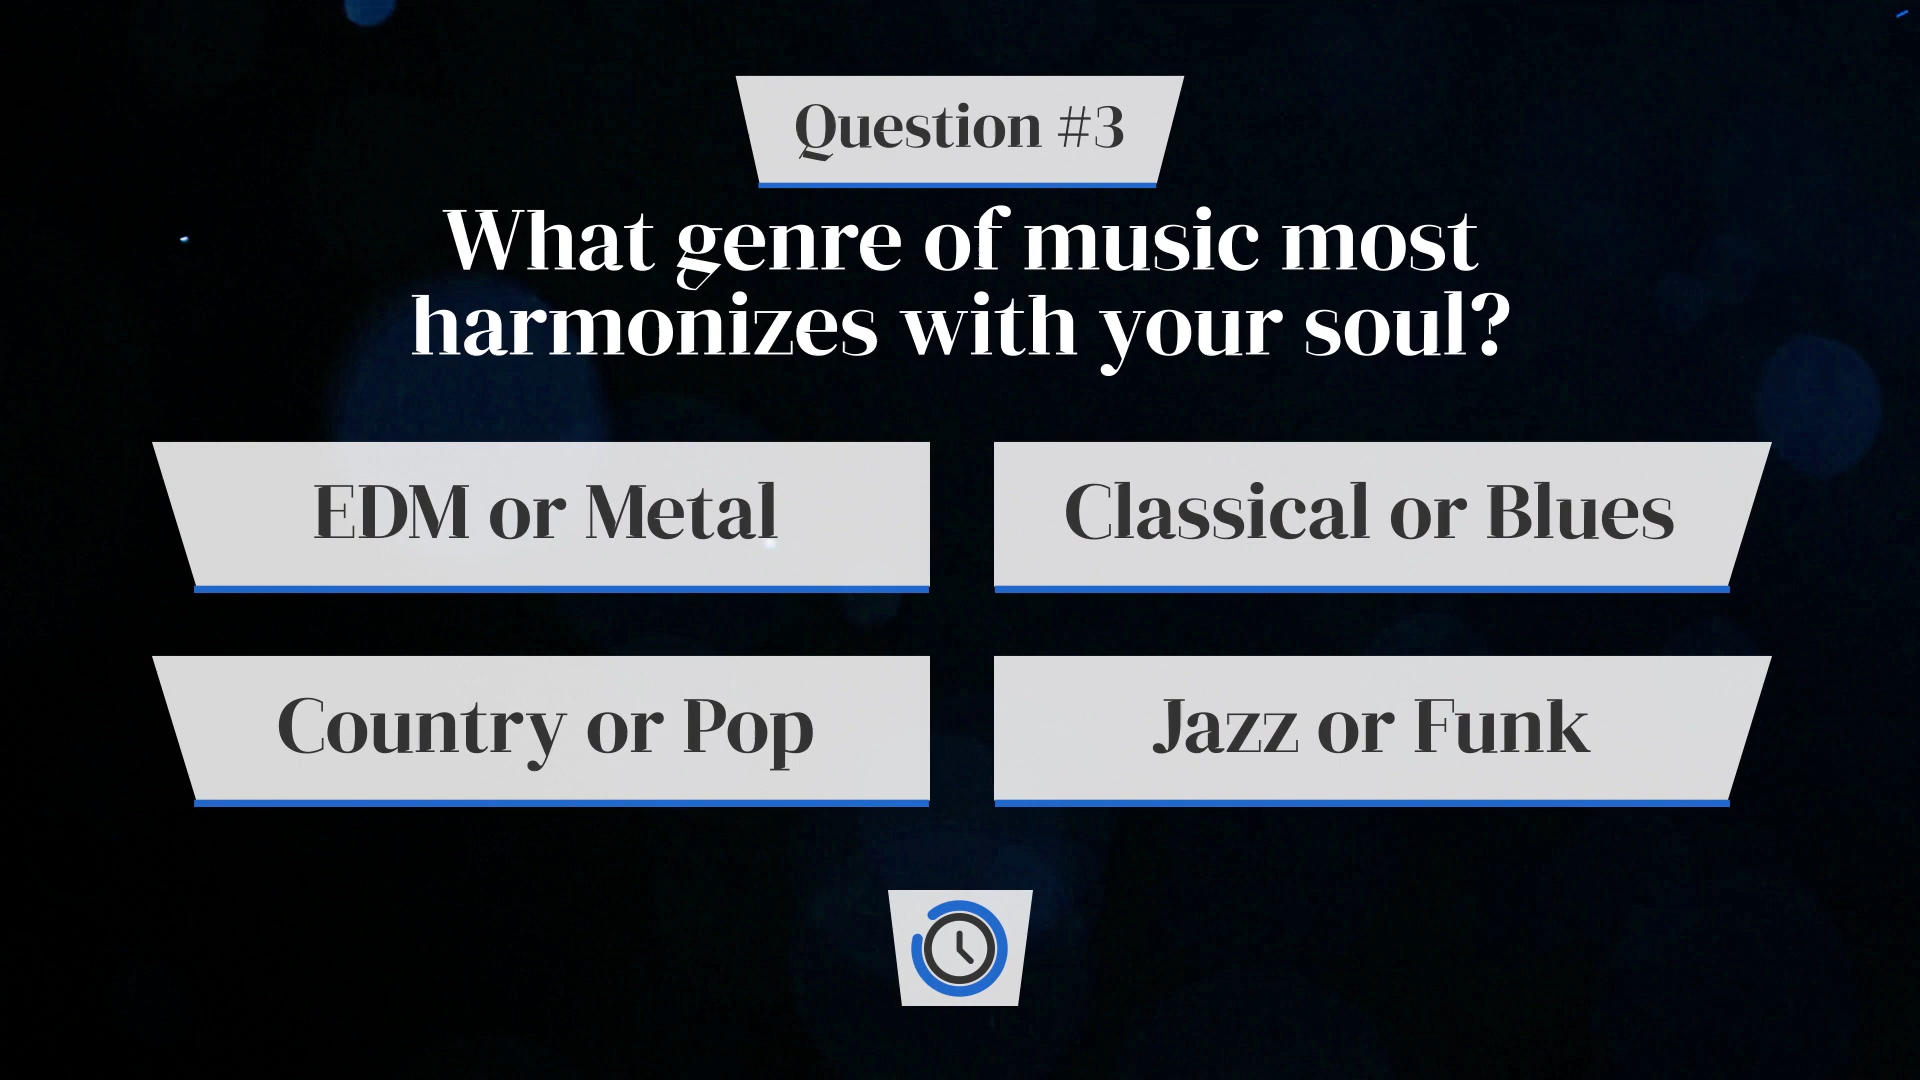 Question #3
What genre of music most
harmonizes with your soul?
EDM or Metal
Classical or Blues
Country or Pop
Jazz or Funk